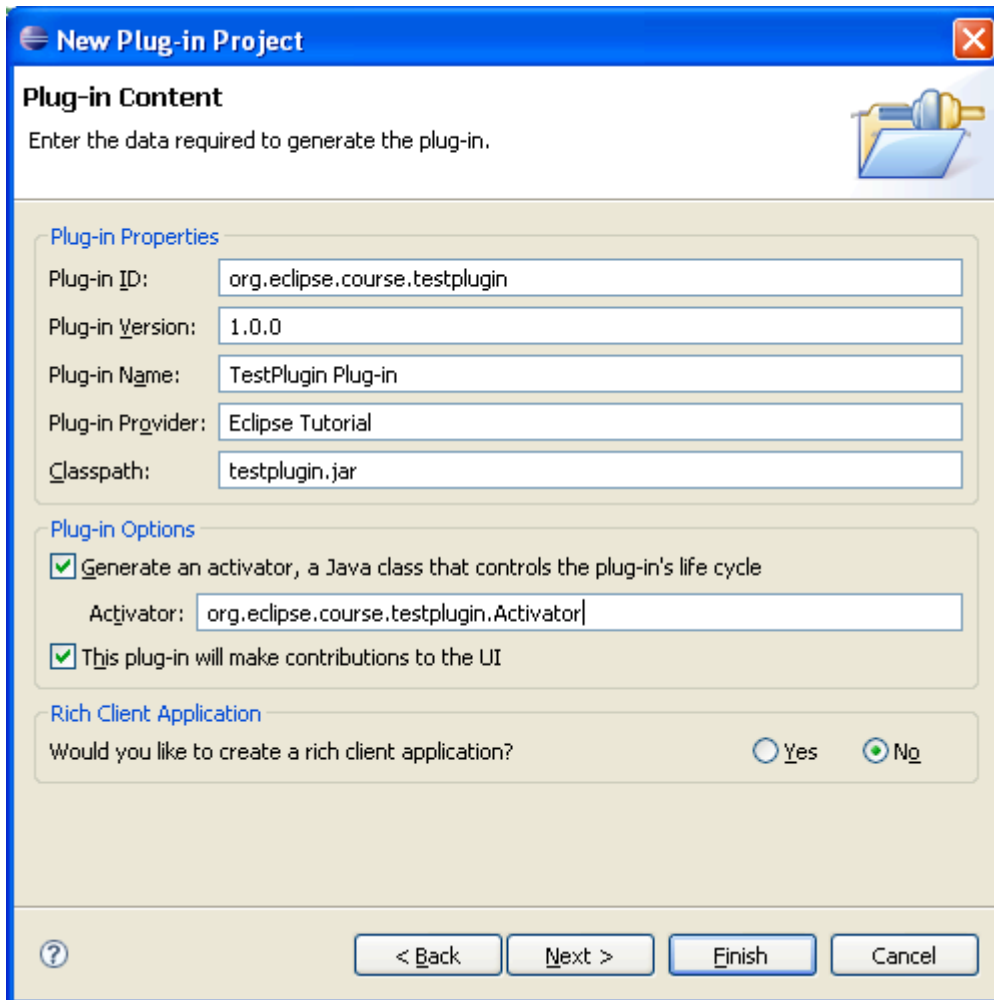 New Plug-in Project
Plug-in Content
Enter the data required to generate the plug-in.
Plug-in Properties
Plug-in ID: org.eclipse.course.testplugin
Plug-in Version: 1.0.0
Plug-in Name: TestPlugin Plug-in
Plug-in Provider: Eclipse Tutorial
Classpath: testplugin.jar
Plug-in Options
Generate an activator, a Java class that controls the plug-in's life cycle
Activator: org.eclipse.course.testplugin.Activator
This plug-in will make contributions to the UI
Rich Client Application
Would you like to create a rich client application? Yes No
? < Back Next > Finish Cancel